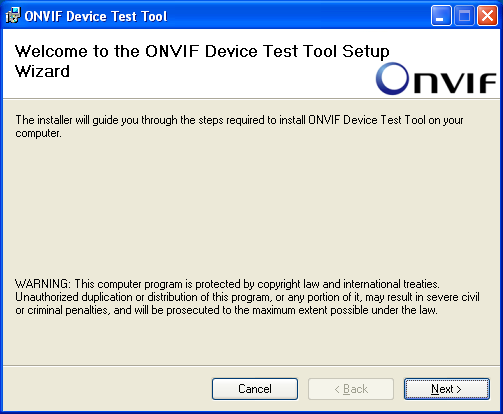 ONVIF Device Test Tool
Welcome to the ONVIF Device Test Tool Setup
Wizard
ONVIF
The installer will guide you through the steps required to install ONVIF Device Test Tool on your
computer.
WARNING: This computer program is protected by copyright law and international treaties.
Unauthorized duplication or distribution of this program, or any portion of it, may result in severe civil
or criminal penalties, and will be prosecuted to the maximum extent possible under the law.
Cancel < Back Next >